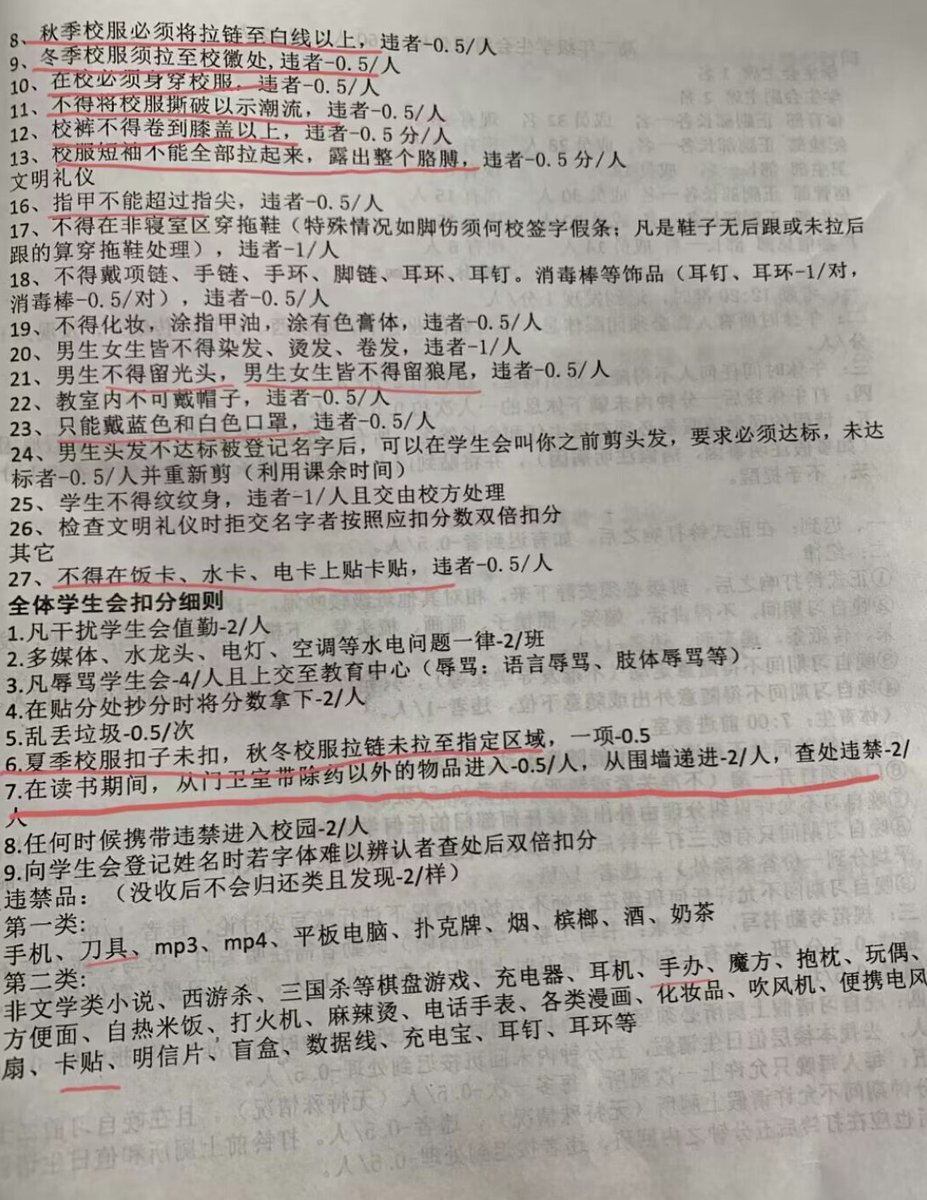 8、秋季校服必须将拉链至白线以上，违者-0.5/人
9、冬季校服须拉至校徽处,违者-0.5/人
10、在校必须身穿校服，违者-0.5/人
11、不得将校服撕破以示潮流，违者-0.5/人
12、校裤不得卷到膝盖以上，违者-0.5 分/人
13、校服短袖不能全部拉起来，露出整个胳膊，违者-0.5 分/人
文明礼仪
16、指甲不能超过指尖，违者-0.5/人
17、不得在非寝室区穿拖鞋（特殊情况如脚伤须何校签字假条；凡是鞋子无后跟或未拉后
跟的算穿拖鞋处理），违者-1/人
18、不得戴项链、手链、手环、脚链、耳环、耳钉。消毒棒等饰品（耳钉、耳环-1/对，
消毒棒-0.5/对），违者-0.5/人
19、不得化妆，涂指甲油，涂有色膏体，违者-0.5/人
20、男生女生皆不得染发、烫发、卷发，违者-1/人
21、男生不得留光头，男生女生皆不得留狼尾，违者-0.5/人
22、教室内不可戴帽子，违者-0.5/人
23、只能戴蓝色和白色口罩，违者-0.5/人
24、男生头发不达标被登记名字后，可以在学生会叫你之前剪头发，要求必须达标，未达
标者-0.5/人并重新剪（利用课余时间）
25、学生不得纹纹身，违者-1/人且交由校方处理
26、检查文明礼仪时拒交名字者按照应扣分数双倍扣分
其它
27、不得在饭卡、水卡、电卡上贴卡贴，违者-0.5/人
全体学生会扣分细则
1.凡干扰学生会值勤-2/人
2.多媒体、水龙头、电灯、空调等水电问题一律-2/班
3.凡辱骂学生会-4/人且上交至教育中心（辱骂：语言辱骂、肢体辱骂等）
4.在贴分处抄分时将分数拿下-2/人
5.乱丢垃圾-0.5/次
6.夏季校服扣子未扣，秋冬校服拉链未拉至指定区域，一项-0.5
7.在读书期间，从门卫室带除药以外的物品进入-0.5/人，从围墙递进-2/人，查处违禁-2/
人
8.任何时候携带违禁进入校园-2/人
9.向学生会登记姓名时若字体难以辨认者查处后双倍扣分
违禁品：（没收后不会归还类且发现-2/样）
第一类:
手机、刀具、mp3、mp4、平板电脑、扑克牌、烟、槟榔、酒、奶茶
第二类:
非文学类小说、西游杀、三国杀等棋盘游戏、充电器、耳机、手办、魔方、抱枕、玩偶、
方便面、自热米饭、打火机、麻辣烫、电话手表、各类漫画、化妆品、吹风机、便携电风
扇、卡贴、明信片、盲盒、数据线、充电宝、耳钉、耳环等